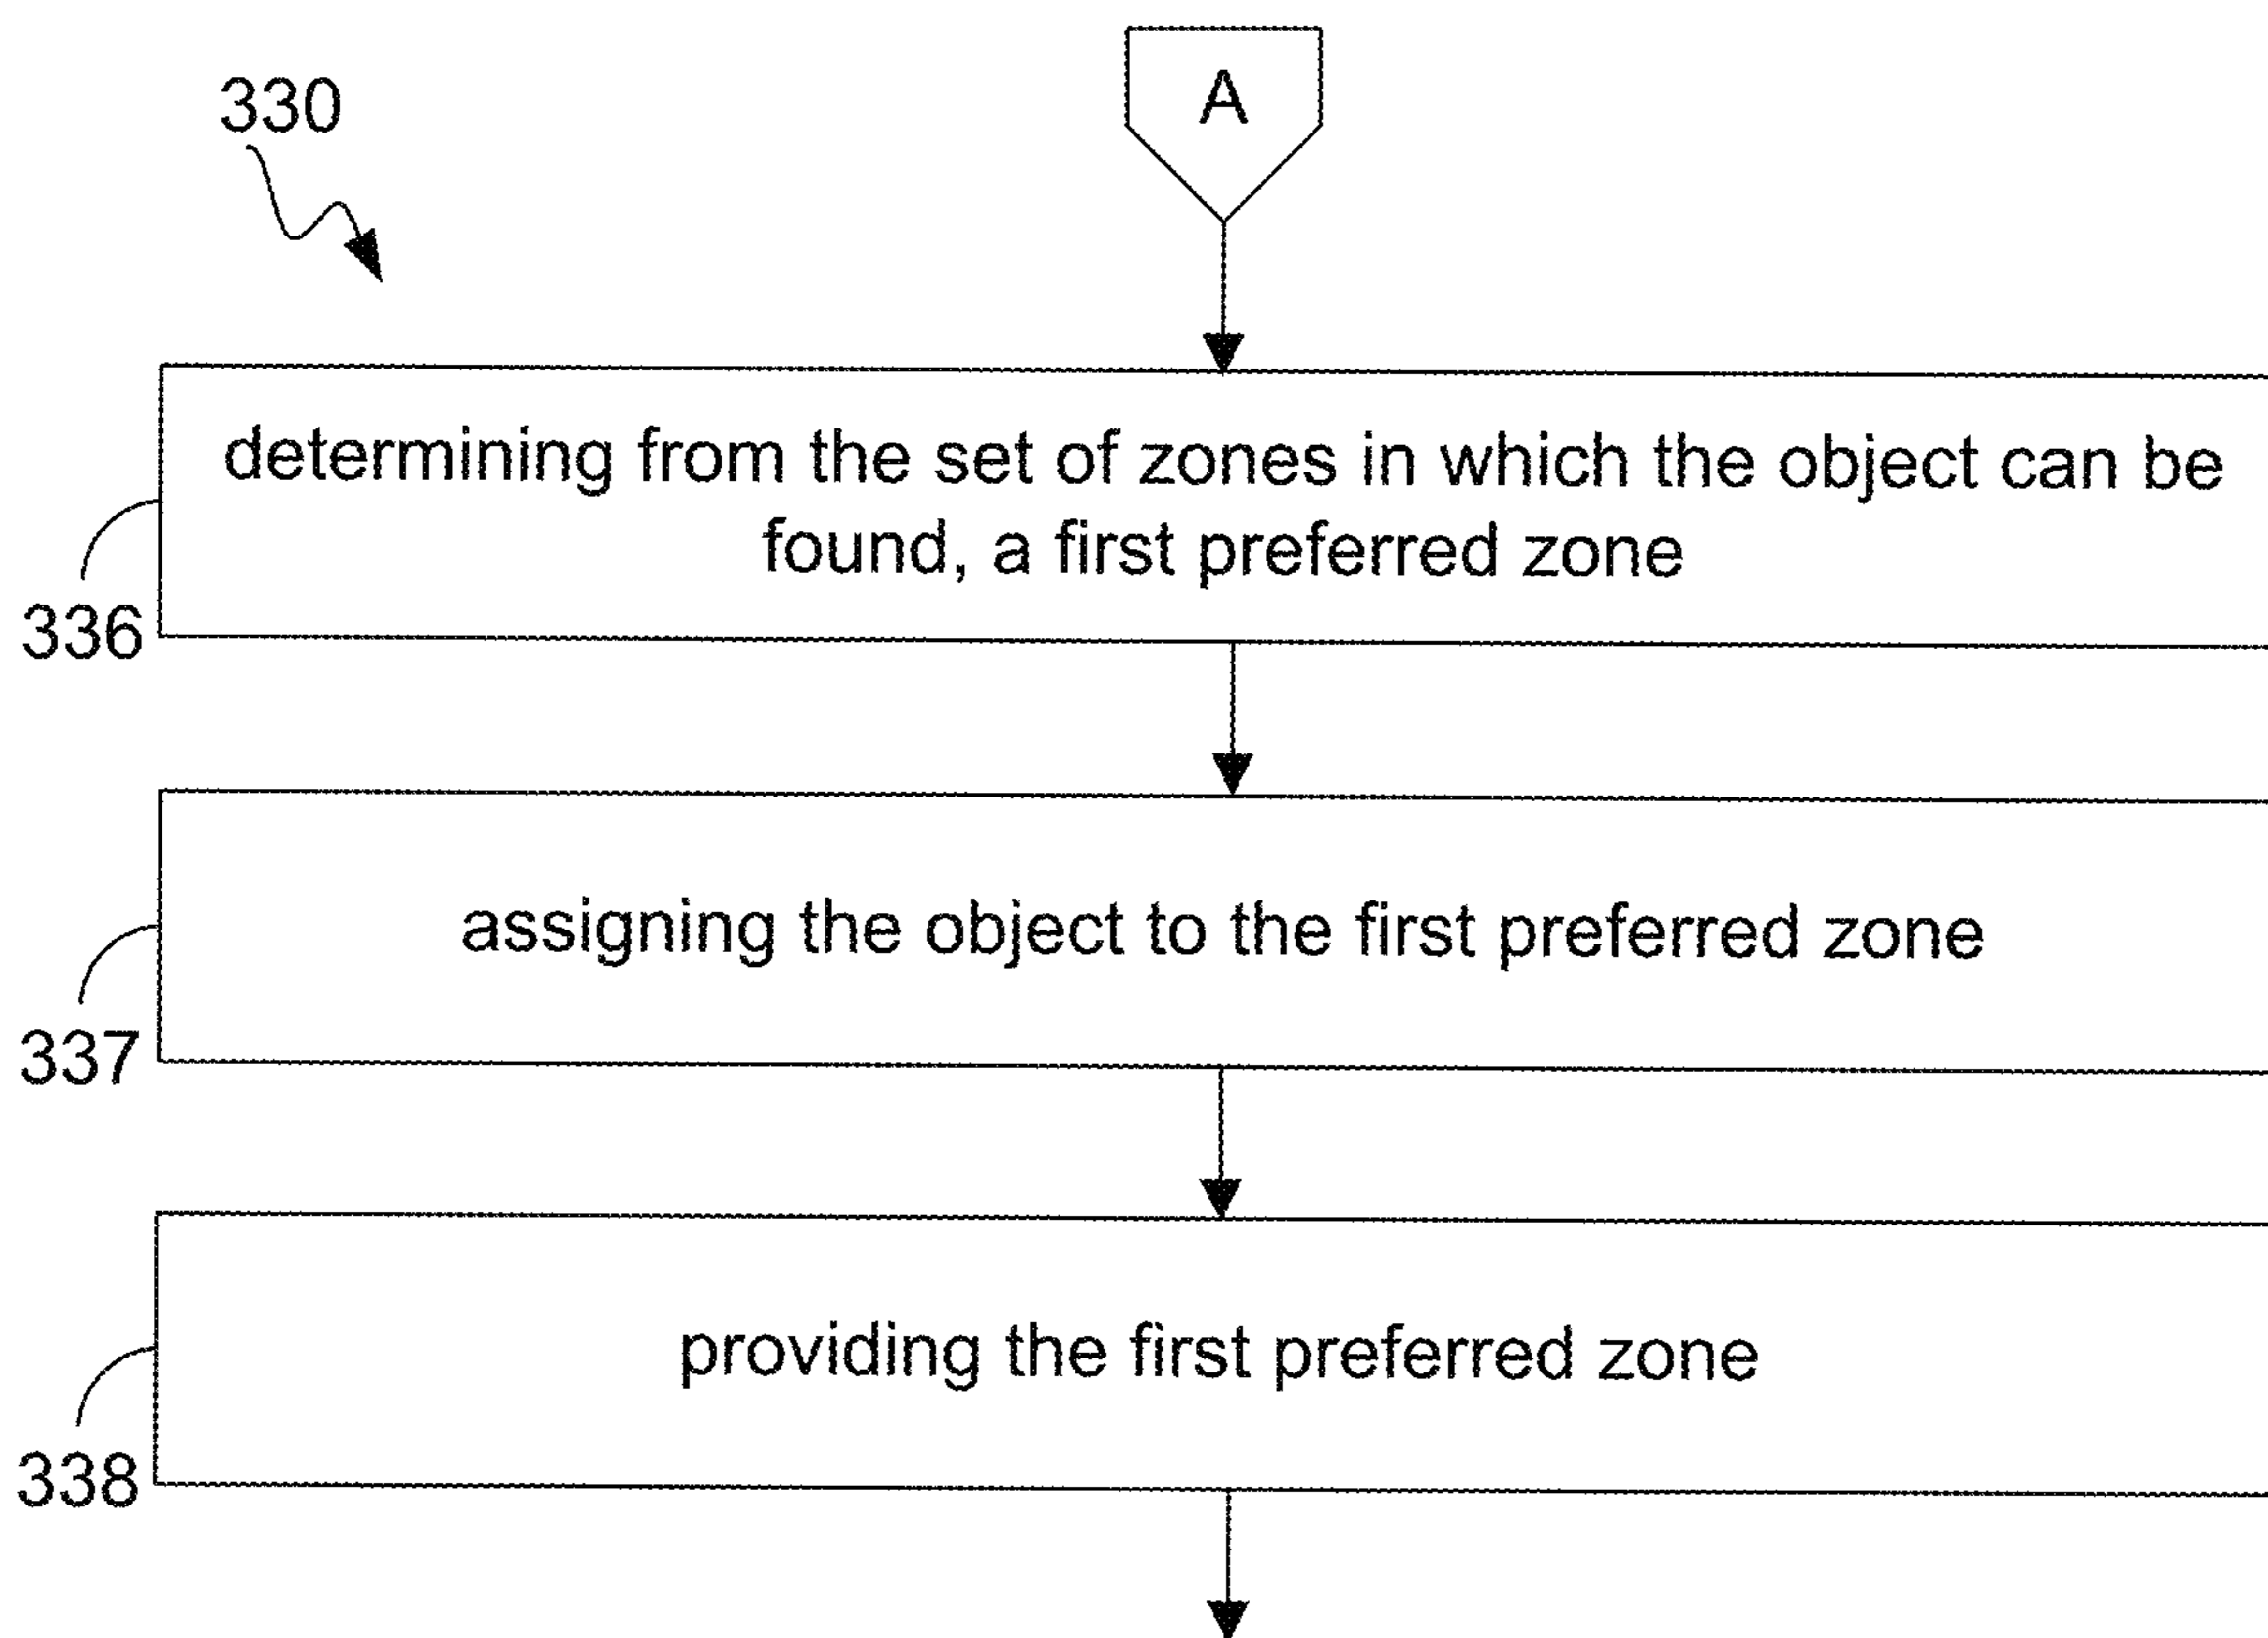 A
330
determining from the set of zones in which the object can be
found, a first preferred zone
336
assigning the object to the first preferred zone
337
providing the first preferred zone
338